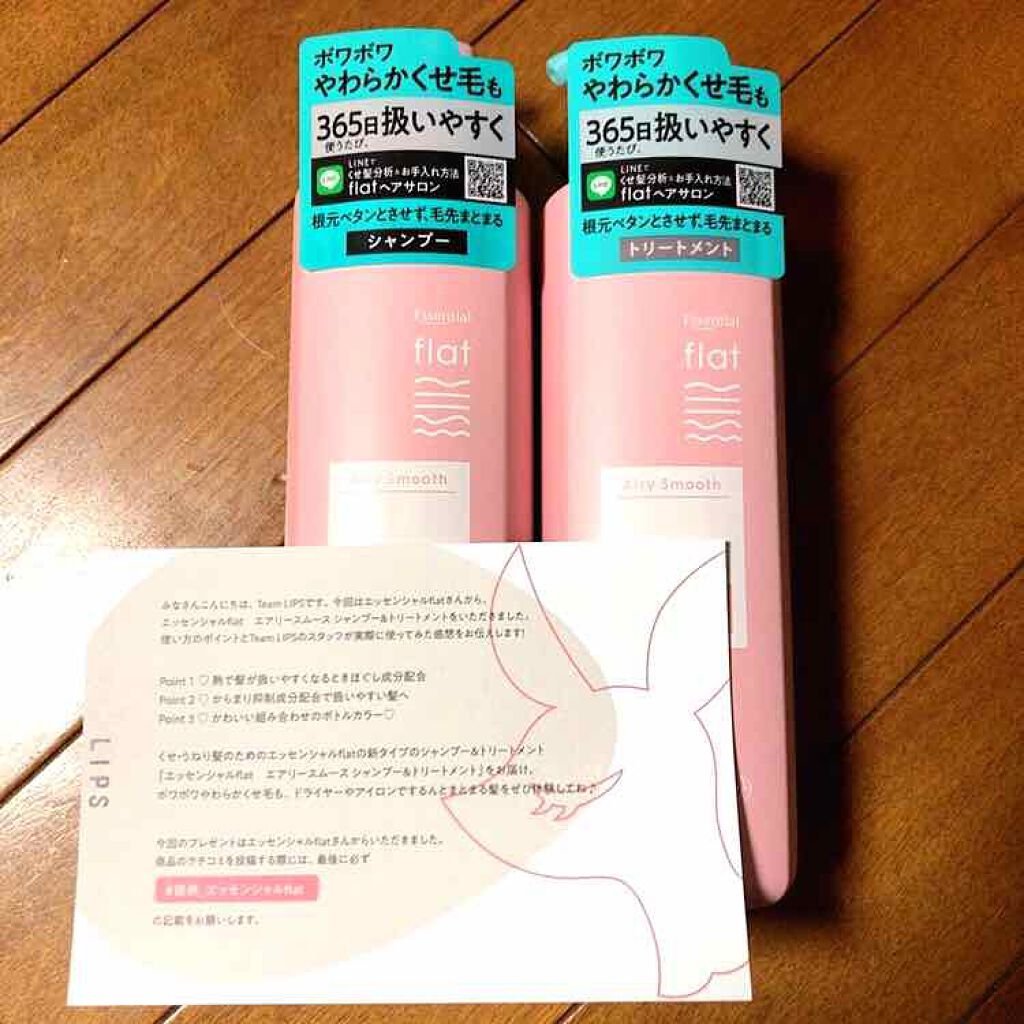 ボワボワ
やわらかくせ毛も
365日扱いやすく
使うたび、
LINEで
くせ髪分析&お手入れ方法
flatヘアサロン
LINE
根元ペタンとさせず、毛先まとまる
シャンプー
Essential
flat
Airy Smooth
ボワボワ
やわらかくせ毛も
365日扱いやすく
使うたび、
LINEで
くせ髪分析&お手入れ方法
flatヘアサロン
LINE
根元ペタンとさせず、毛先まとまる
トリートメント
Essential
flat
Airy Smooth
みなさんこんにちは、Team LIPSです。今回はエッセンシャルflatさんから、
エッセンシャルflat エアリースムース シャンプー&トリートメントをいただきました。
使い方のポイントとTeam LIPSのスタッフが実際に使ってみた感想をお伝えします!
Point 1 ♡ 熱で髪が扱いやすくなるときほぐし成分配合
Point 2 ♡ からまり抑制成分配合で扱いやすい髪へ
Point 3 ♡ かわいい組み合わせのボトルカラー♡
くせ・うねり髪のためのエッセンシャルflatの新タイプのシャンプー&トリートメント
「エッセンシャルflat エアリースムース シャンプー&トリートメント」をお届け。
ボワボワやわらかくせ毛も、ドライヤーやアイロンでするんとまとまる髪をぜひ体験してね♪
今回のプレゼントはエッセンシャルflatさんからいただきました。
商品のクチコミを投稿する際には、最後に必ず
#提供_エッセンシャルflat
の記載をお願いします。
LIPS